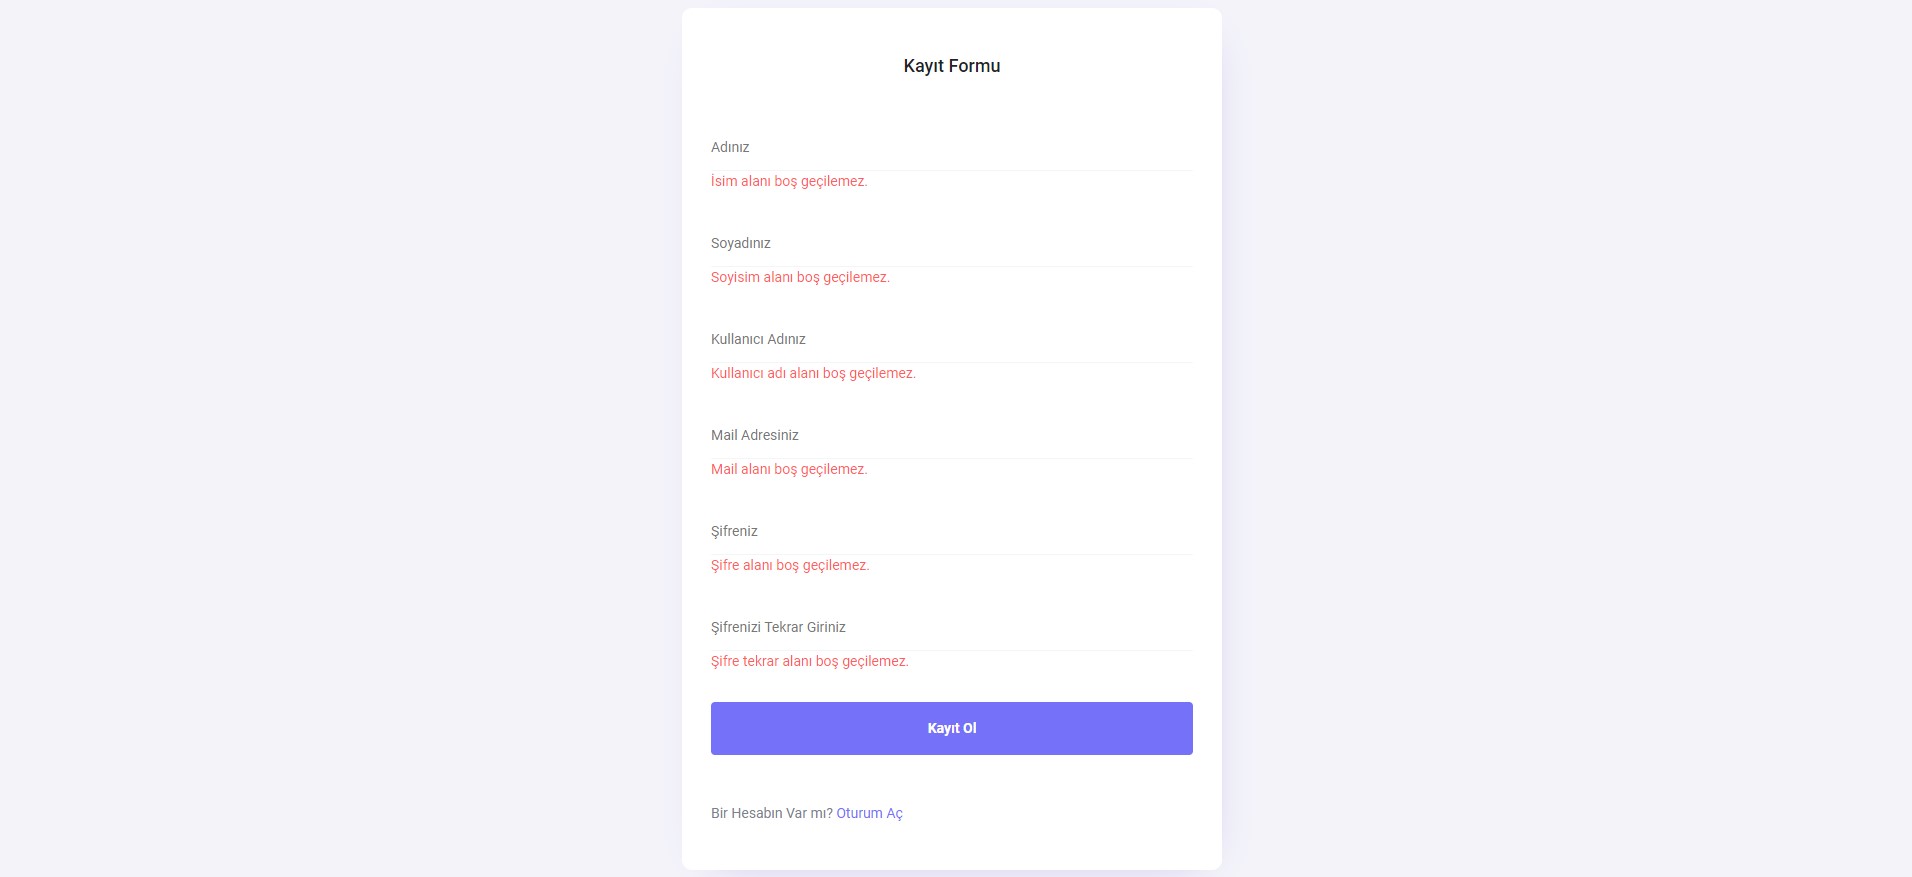 Kayıt Formu
Adınız
İsim alanı boş geçilemez.
Soyadınız
Soyisim alanı boş geçilemez.
Kullanıcı Adınız
Kullanıcı adı alanı boş geçilemez.
Mail Adresiniz
Mail alanı boş geçilemez.
Şifreniz
Şifre alanı boş geçilemez.
Şifrenizi Tekrar Giriniz
Şifre tekrar alanı boş geçilemez.
Kayıt Ol
Bir Hesabın Var mı? Oturum Aç